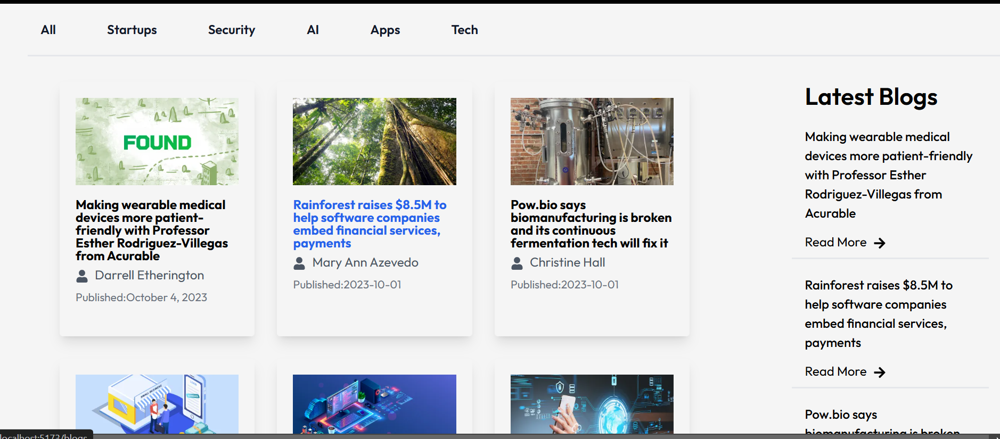 All Startups Security AI Apps Tech
FOUND
Making wearable medical
devices more patient-
friendly with Professor
Esther Rodriguez-Villegas
from Acurable
Darrell Etherington
Published:October 4, 2023
Rainforest raises $8.5M to
help software companies
embed financial services,
payments
Mary Ann Azevedo
Published:2023-10-01
Pow.bio says
biomanufacturing is broken
and its continuous
fermentation tech will fix it
Christine Hall
Published:2023-10-01
SMALL BUSINESS
Latest Blogs
Making wearable medical
devices more patient-friendly
with Professor Esther
Rodriguez-Villegas from
Acurable
Read More
Rainforest raises $8.5M to
help software companies
embed financial services,
payments
Read More
Pow.bio says
biomanufacturing is broken
localhost:5173/blogs